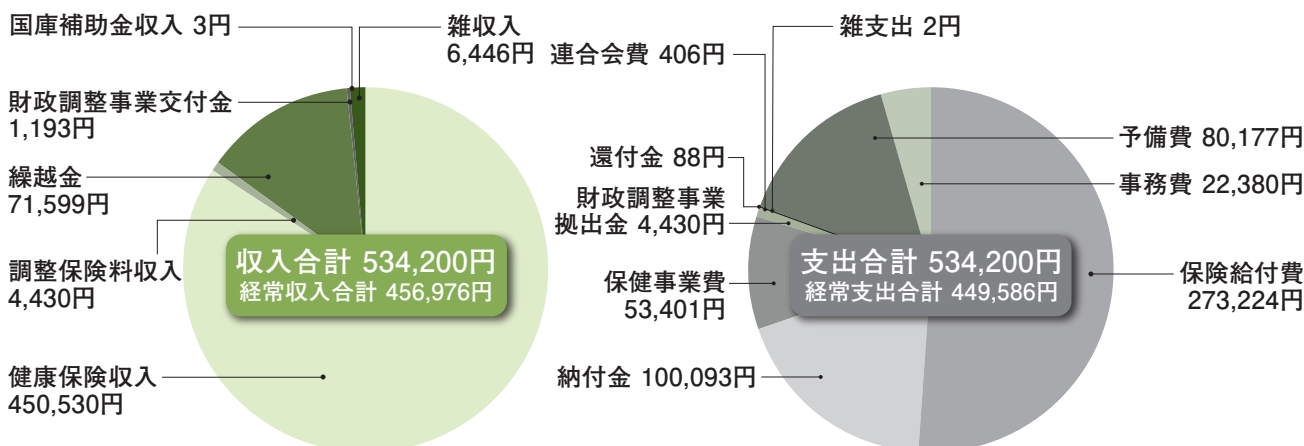 国庫補助金収入 3円
雑収入
6,446円
財政調整事業交付金
1,193円
繰越金
71,599円
調整保険料収入
4,430円
健康保険収入
450,530円
収入合計 534,200円
経常収入合計 456,976円
雑支出 2円
連合会費 406円
還付金 88円
財政調整事業
拠出金 4,430円
保健事業費
53,401円
納付金 100,093円
予備費 80,177円
事務費 22,380円
保険給付費
273,224円
支出合計 534,200円
経常支出合計 449,586円